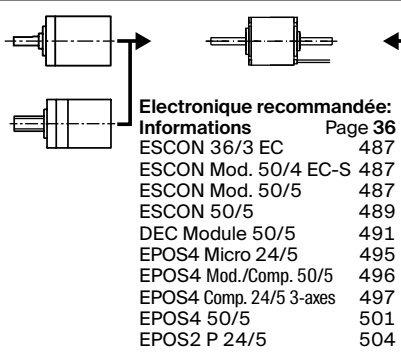 Electronique recommandée:
Informations Page 36
ESCON 36/3 EC 487
ESCON Mod. 50/4 EC-S 487
ESCON Mod. 50/5 487
ESCON 50/5 489
DEC Module 50/5 491
EPOS4 Micro 24/5 495
EPOS4 Mod./Comp. 50/5 496
EPOS4 Comp. 24/5 3-axes 497
EPOS4 50/5 501
EPOS2 P 24/5 504